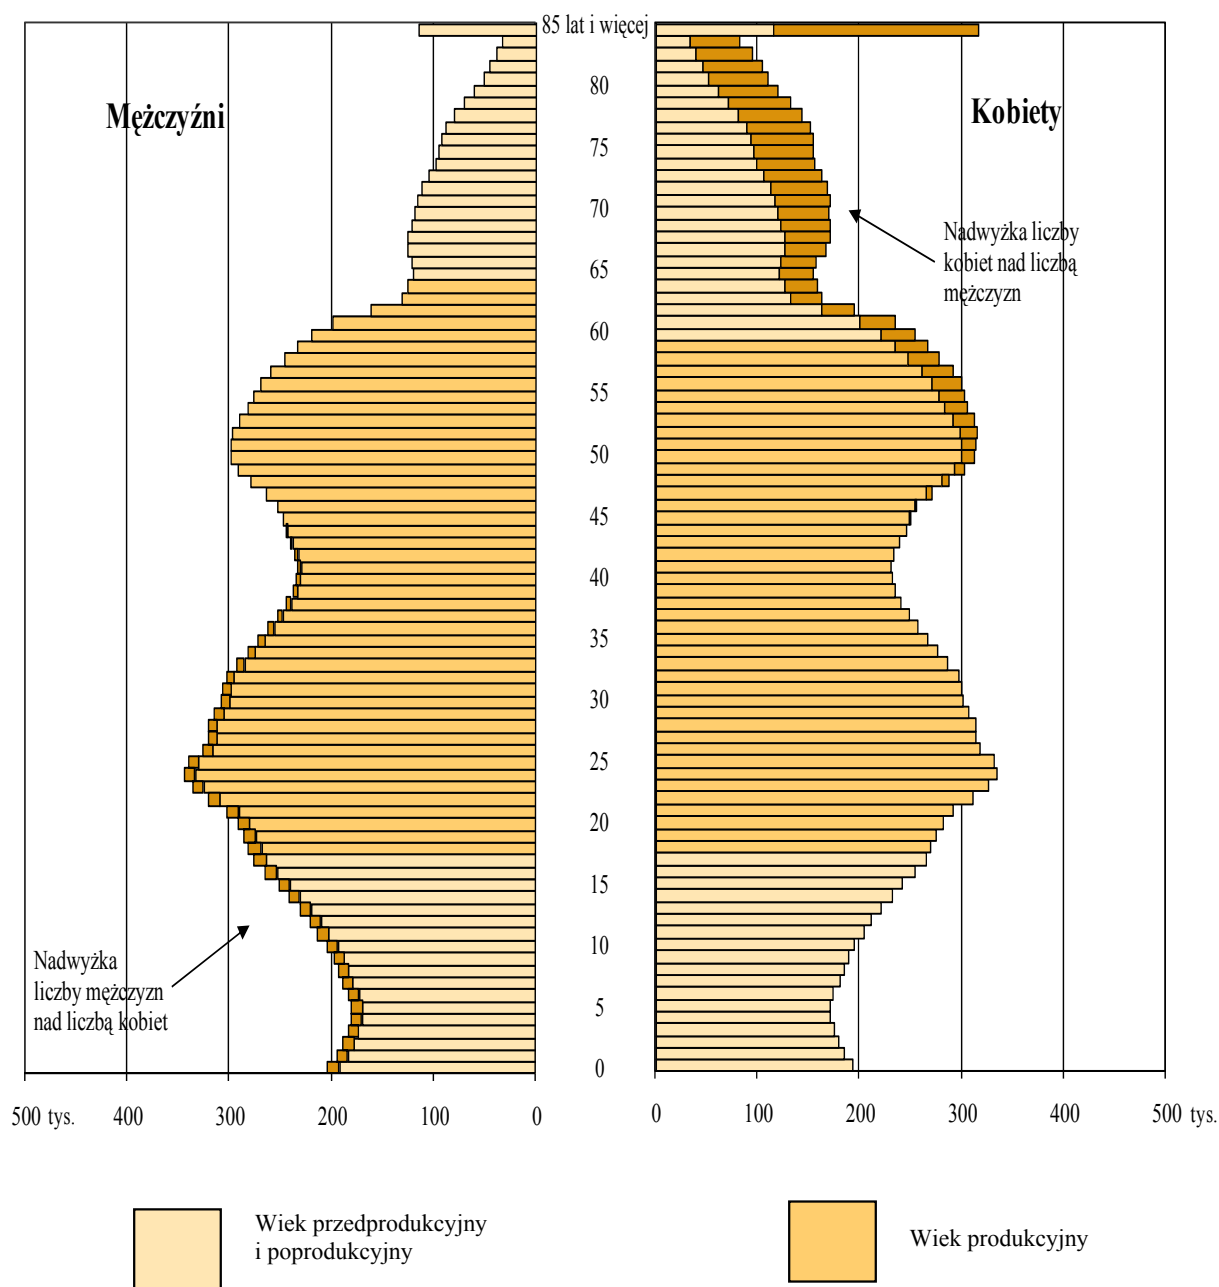 85 lat i więcej
Mężczyźni
Kobiety
80
75
70
65
60
55
50
45
40
35
30
25
20
15
10
5
0
Nadwyżka liczby
kobiet nad liczbą
mężczyzn
Nadwyżka
liczby mężczyzn
nad liczbą kobiet
500 tys. 400 300 200 100 0
0 100 200 300 400 500 tys.
Wiek przedprodukcyjny
i poprodukcyjny
Wiek produkcyjny